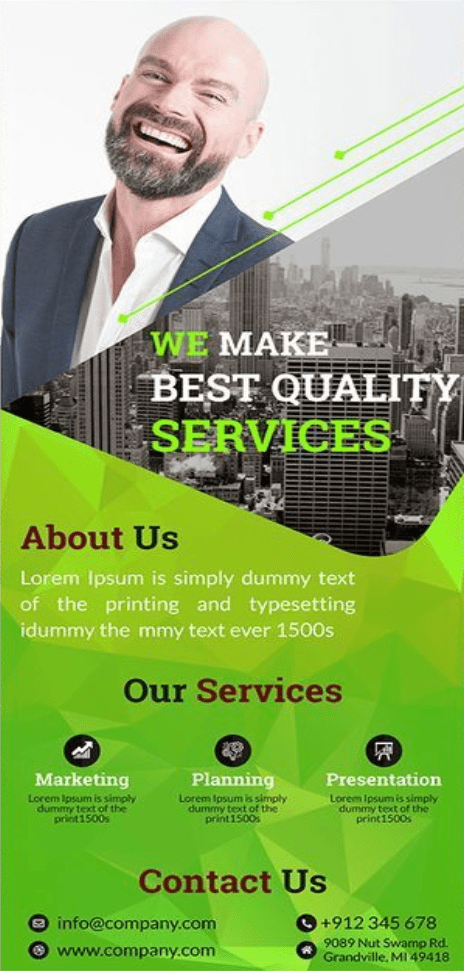 WE MAKE
BEST QUALITY
SERVICES
About Us
Lorem Ipsum is simply dummy text
of the printing and typesetting
idummy the mmy text ever 1500s
Our Services
Marketing
Lorem Ipsum is simply
dummy text of the
print1500s
Planning
Lorem Ipsum is simply
dummy text of the
print1500s
Presentation
Lorem Ipsum is simply
dummy text of the
print1500s
Contact Us
info@company.com
+912 345 678
www.company.com
9089 Nut Swamp Rd.
Grandville, MI 49418